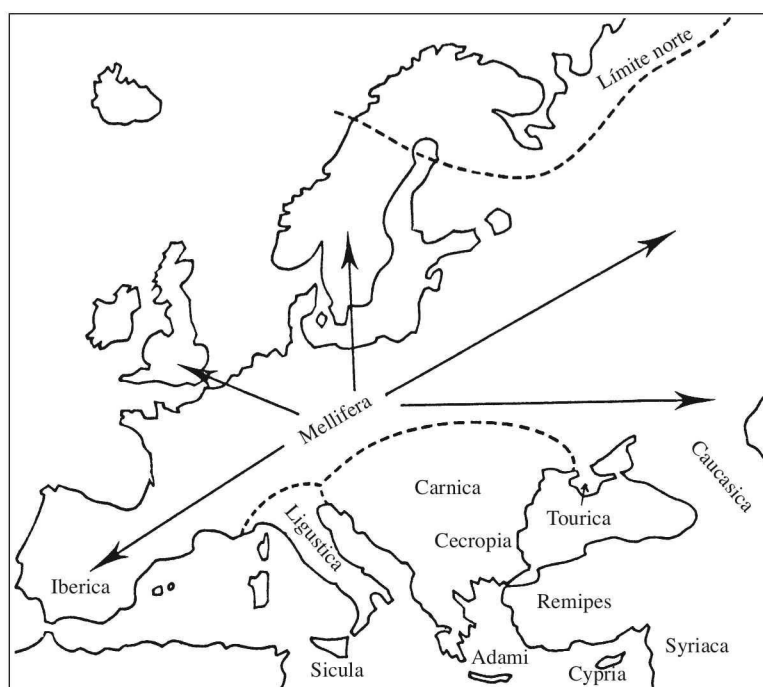 Límite norte
Mellifera
Caucasica
Carnica
Ligustica
Tourica
Cecropia
Iberica
Remipes
Syriaca
Adami
Sicula
Cypria